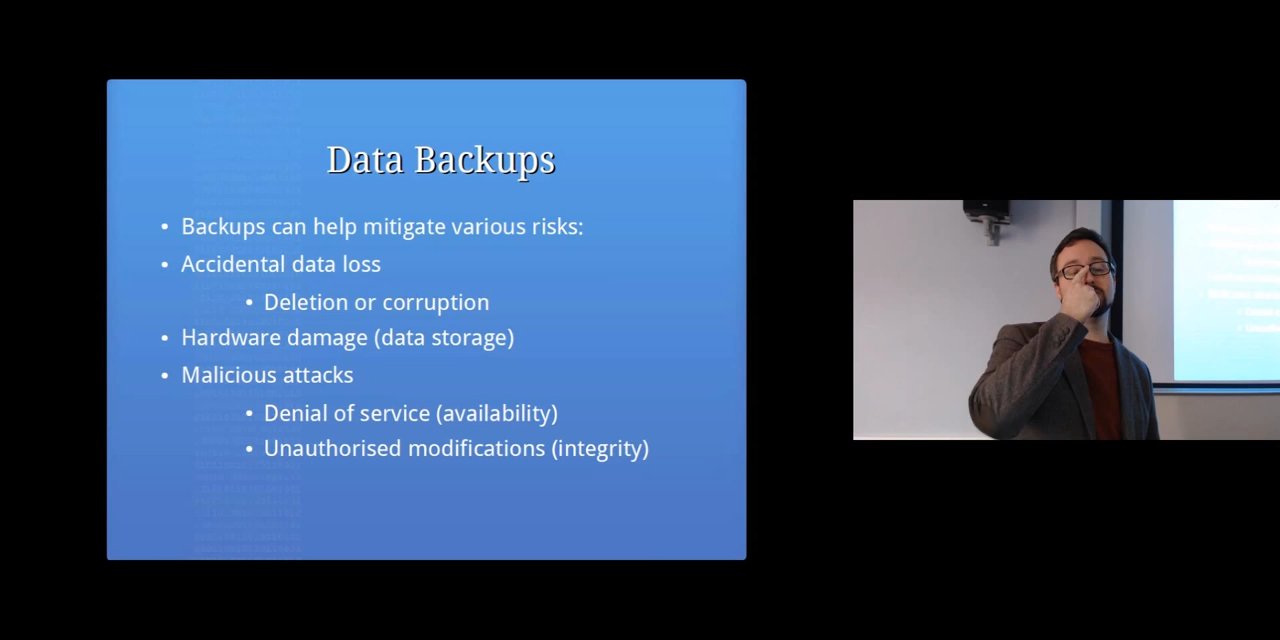 Data Backups
• Backups can help mitigate various risks:
• Accidental data loss
• Deletion or corruption
• Hardware damage (data storage)
• Malicious attacks
• Denial of service (availability)
• Unauthorised modifications (integrity)